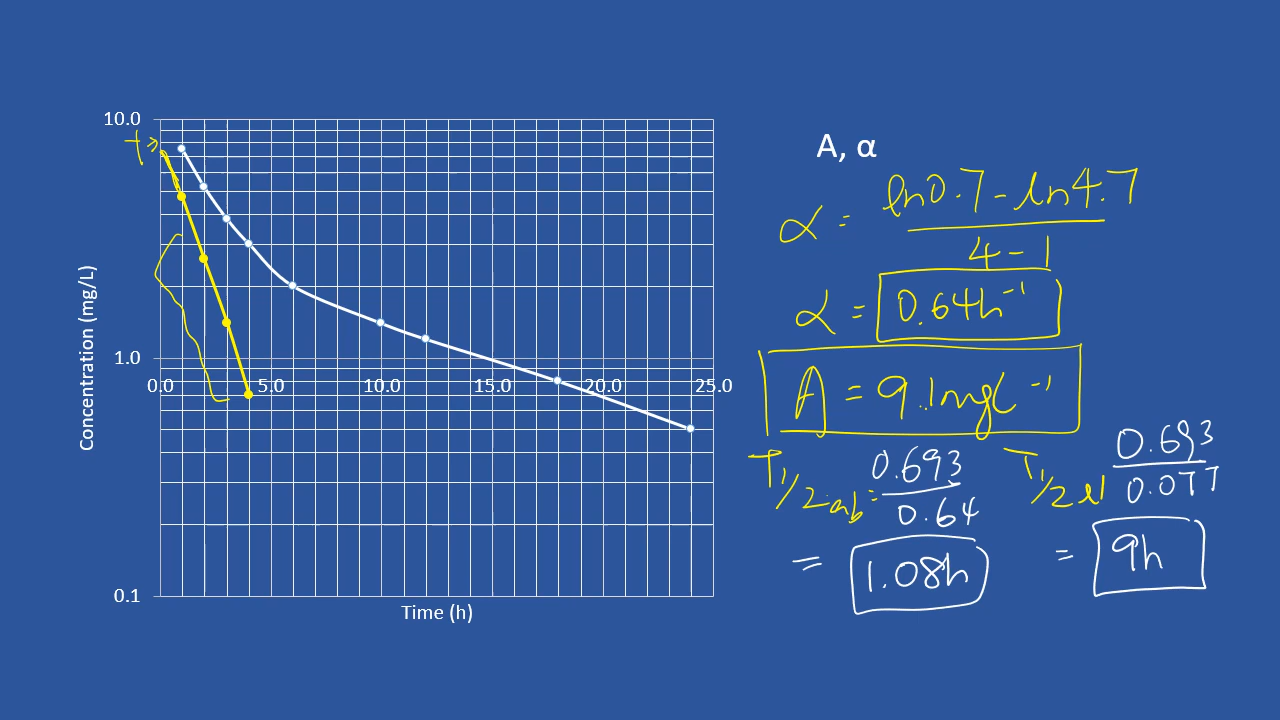 10.0
1.0
0.1
0.0 5.0 10.0 15.0 20.0 25.0
Concentration (mg/L)
Time (h)
A, α
α = ln0.7 - ln4.7
4 - 1
α = 0.64h⁻¹
A = 9.1mgL⁻¹
T1/2ab = 0.693
0.64
= 1.08h
T1/2el 0.693
0.077
= 9h